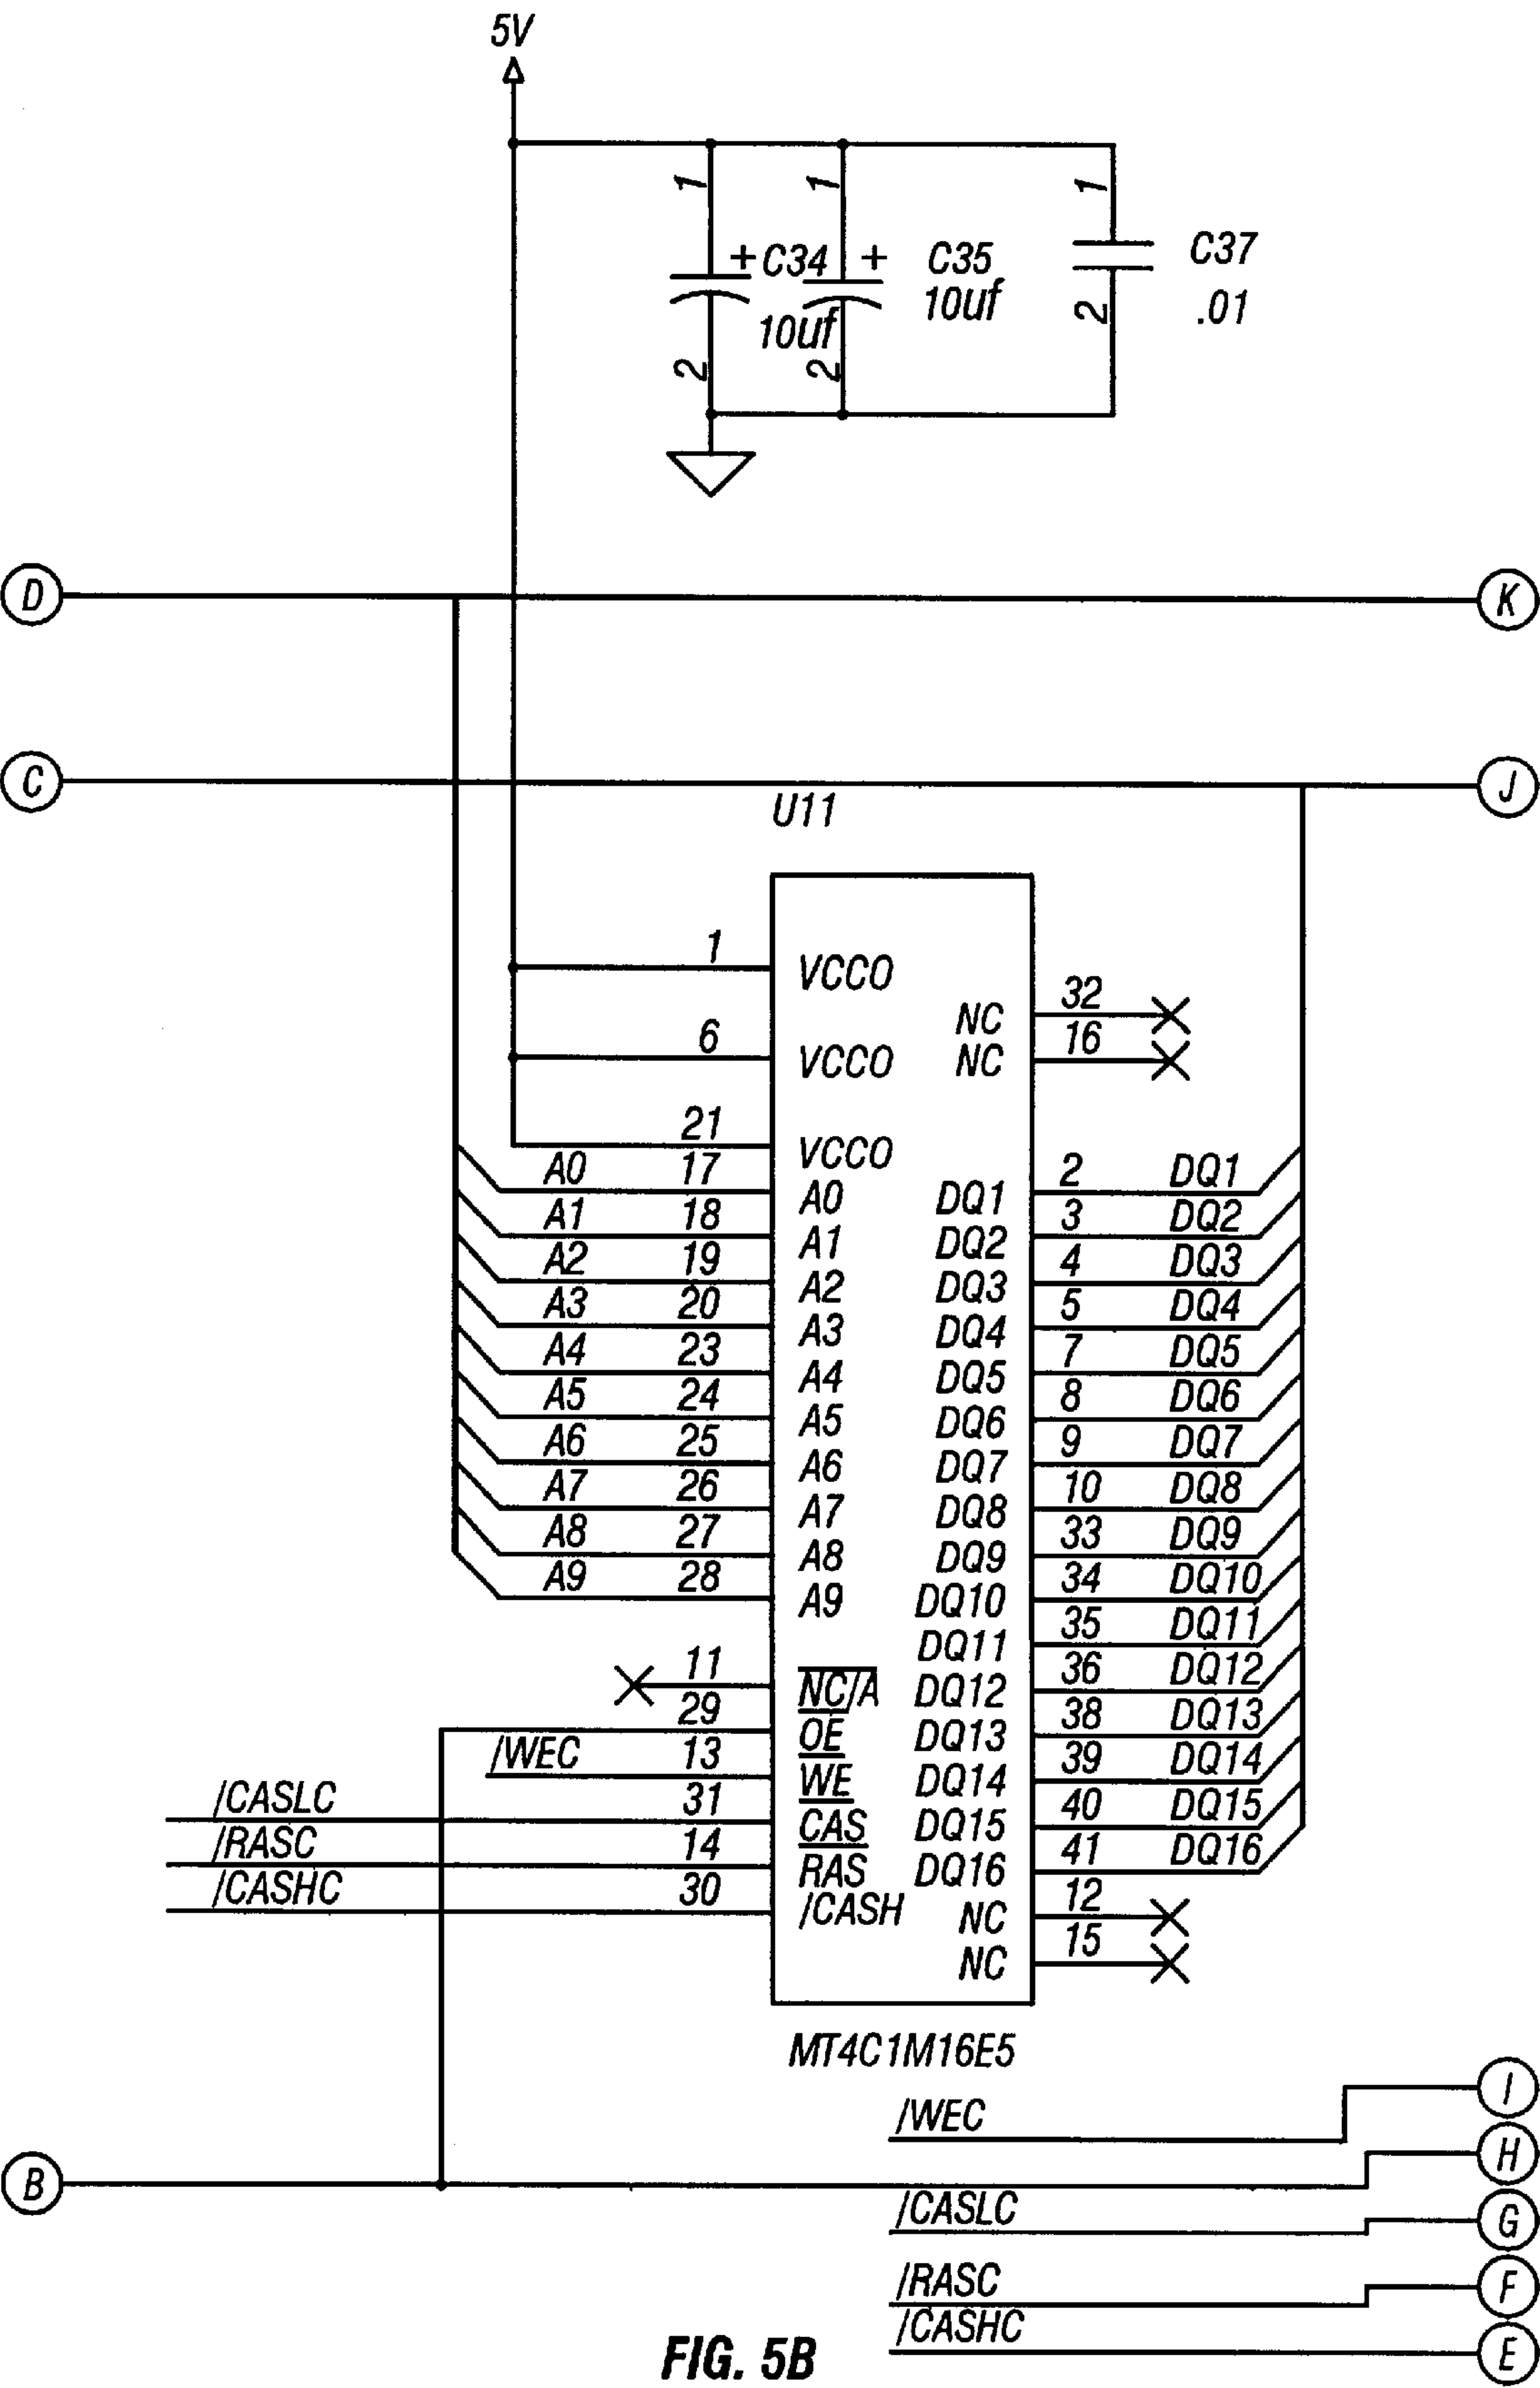 5V
1 1 1
+ C34 + C35 C37
10uf 10uf .01
2 2 2
D K
C J
U11
1 VCCO
NC 32
6 VCCO NC 16
21 VCCO
A0 17 A0 DQ1 2 DQ1
A1 18 A1 DQ2 3 DQ2
A2 19 A2 DQ3 4 DQ3
A3 20 A3 DQ4 5 DQ4
A4 23 A4 DQ5 7 DQ5
A5 24 A5 DQ6 8 DQ6
A6 25 A6 DQ7 9 DQ7
A7 26 A7 DQ8 10 DQ8
A8 27 A8 DQ9 33 DQ9
A9 28 A9 DQ10 34 DQ10
DQ11 35 DQ11
11 NC/A DQ12 36 DQ12
29 OE DQ13 38 DQ13
/WEC 13 WE DQ14 39 DQ14
/CASLC 31 CAS DQ15 40 DQ15
/RASC 14 RAS DQ16 41 DQ16
/CASHC 30 /CASH NC 12
NC 15
MT4C1M16E5
/WEC I
B H
/CASLC G
/RASC F
/CASHC E
FIG. 5B